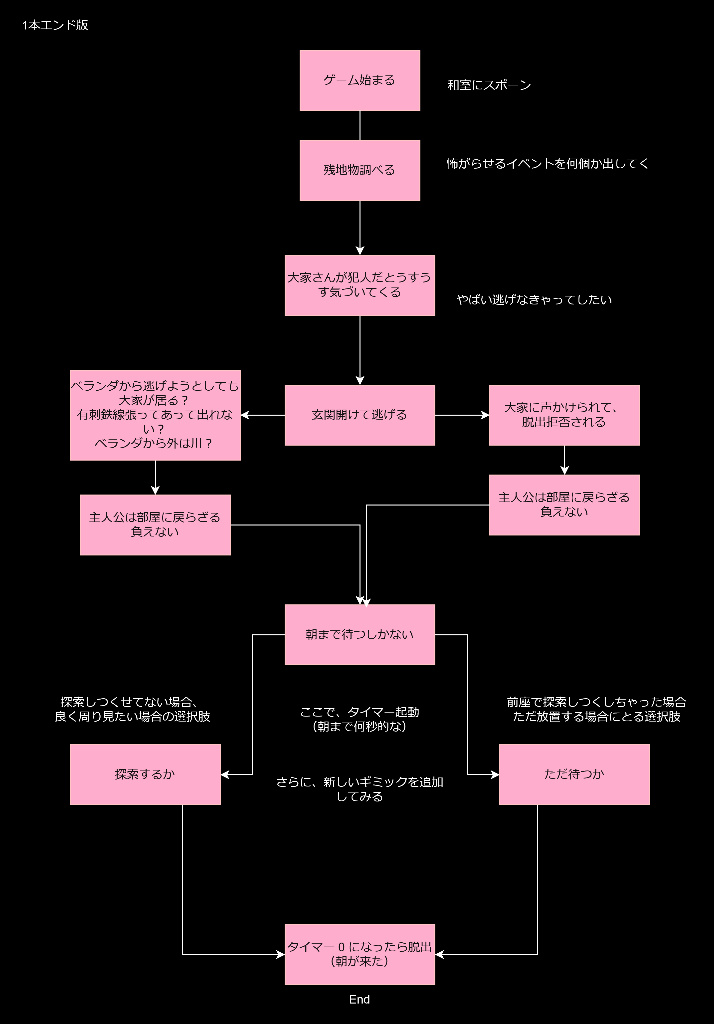 1本エンド版
ゲーム始まる
和室にスポーン
残地物調べる
怖がらせるイベントを何個か出してく
大家さんが犯人だとうすう
す気づいてくる
やばい逃げなきゃってしたい
ベランダから逃げようとしても
大家が居る？
有刺鉄線張ってあって出れな
い？
ベランダから外は川？
玄関開けて逃げる
大家に声かけられて、
脱出拒否される
主人公は部屋に戻らざる
負えない
主人公は部屋に戻らざる
負えない
朝まで待つしかない
探索しつくせてない場合、
良く周り見たい場合の選択肢
ここで、タイマー起動
（朝まで何秒的な）
前座で探索しつくしちゃった場合
ただ放置する場合にとる選択肢
探索するか
さらに、新しいギミックを追加
してみる
ただ待つか
タイマー０になったら脱出
（朝が来た）
End